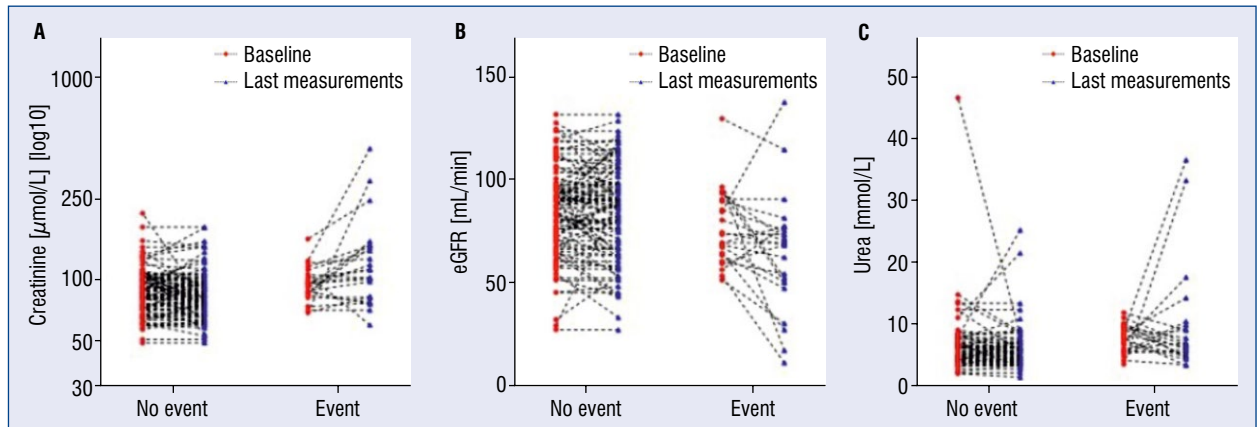 A
Baseline
Last measurements
Creatinine [μmol/L] [log10]
1000
250
100
50
30
No event
Event
B
Baseline
Last measurements
eGFR [mL/min]
150
100
50
0
No event
Event
C
Baseline
Last measurements
Urea [mmol/L]
50
40
30
20
10
0
No event
Event